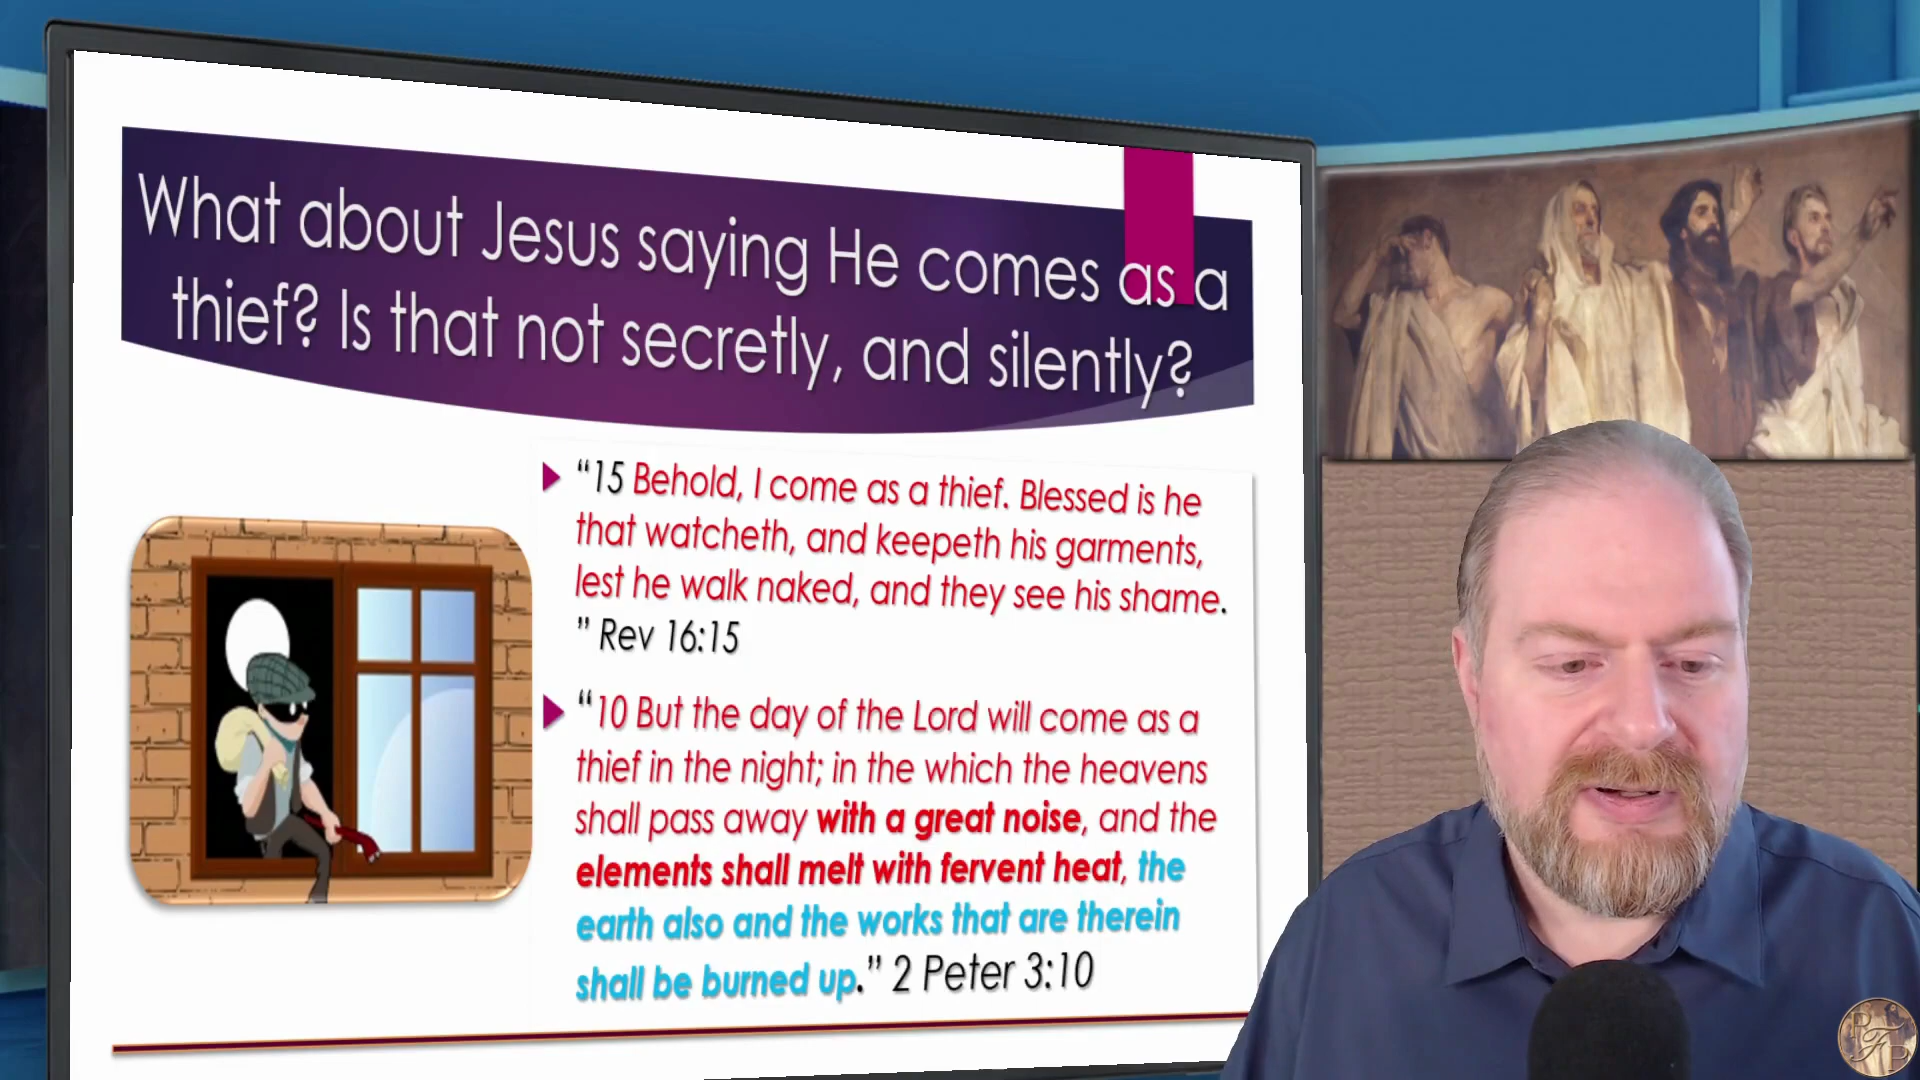 What about Jesus saying He comes as a
thief? Is that not secretly, and silently?
“15 Behold, I come as a thief. Blessed is he
that watcheth, and keepeth his garments,
lest he walk naked, and they see his shame.
” Rev 16:15
“10 But the day of the Lord will come as a
thief in the night; in the which the heavens
shall pass away with a great noise, and the
elements shall melt with fervent heat, the
earth also and the works that are therein
shall be burned up.” 2 Peter 3:10
P F P